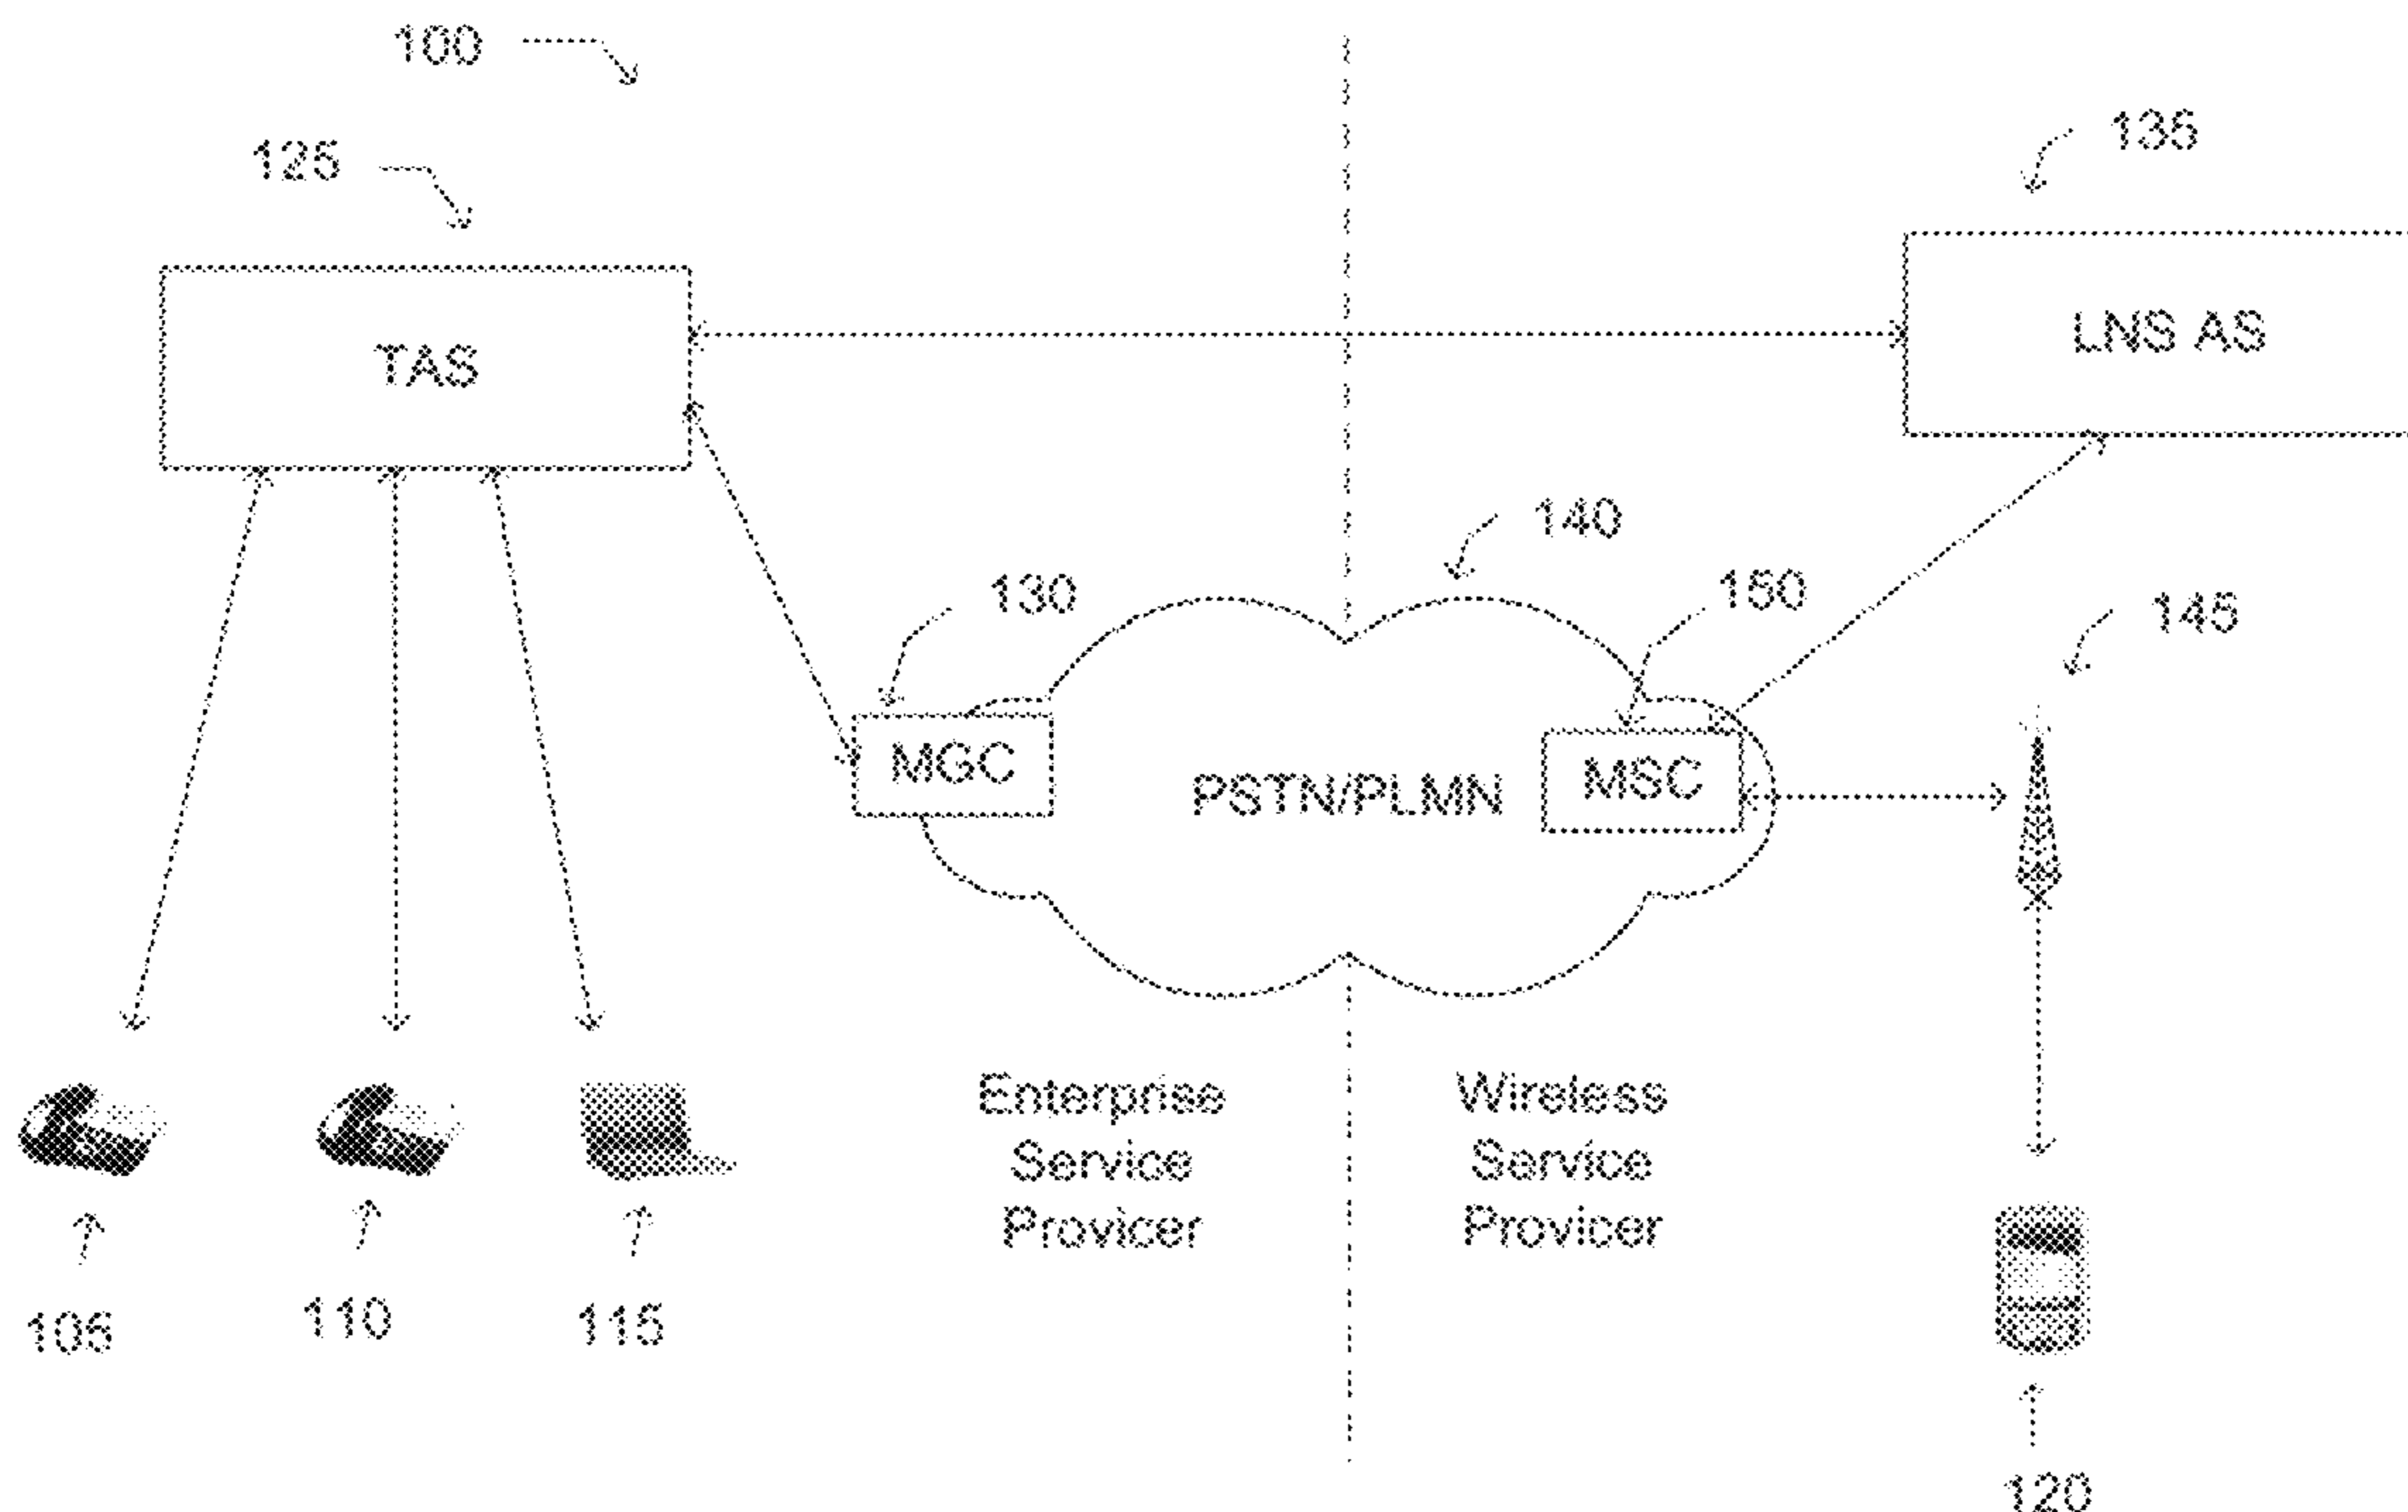 100
125
135
TAS
LNS AS
140
130
150
145
MGC
PSTN/PLMN
MSC
Enterprise
Service
Provicer
Wireless
Service
Provicer
105
110
115
120